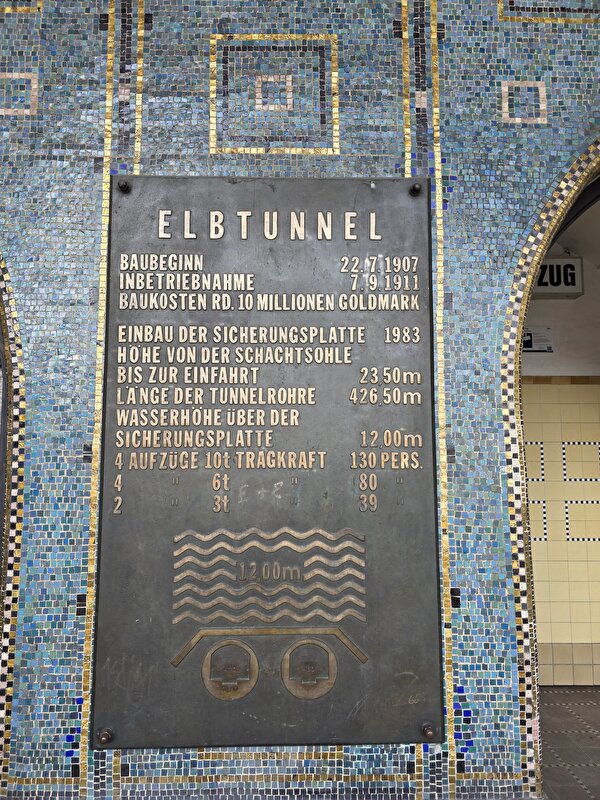 ELBTUNNEL
BAUBEGINN 22.7.1907
INBETRIEBNAHME 7.9.1911
BAUKOSTEN RD. 10 MILLIONEN GOLDMARK
EINBAU DER SICHERUNGSPLATTE 1983
HÖHE VON DER SCHACHTSOHLE
BIS ZUR EINFAHRT 23,50m
LÄNGE DER TUNNELROHRE 426,50m
WASSERHÖHE ÜBER DER
SICHERUNGSPLATTE 12,00m
4 AUFZÜGE 10t TRAGKRAFT 130 PERS.
4 " 6t " 80 "
2 " 3t " 39 "
12,00m
ZUG